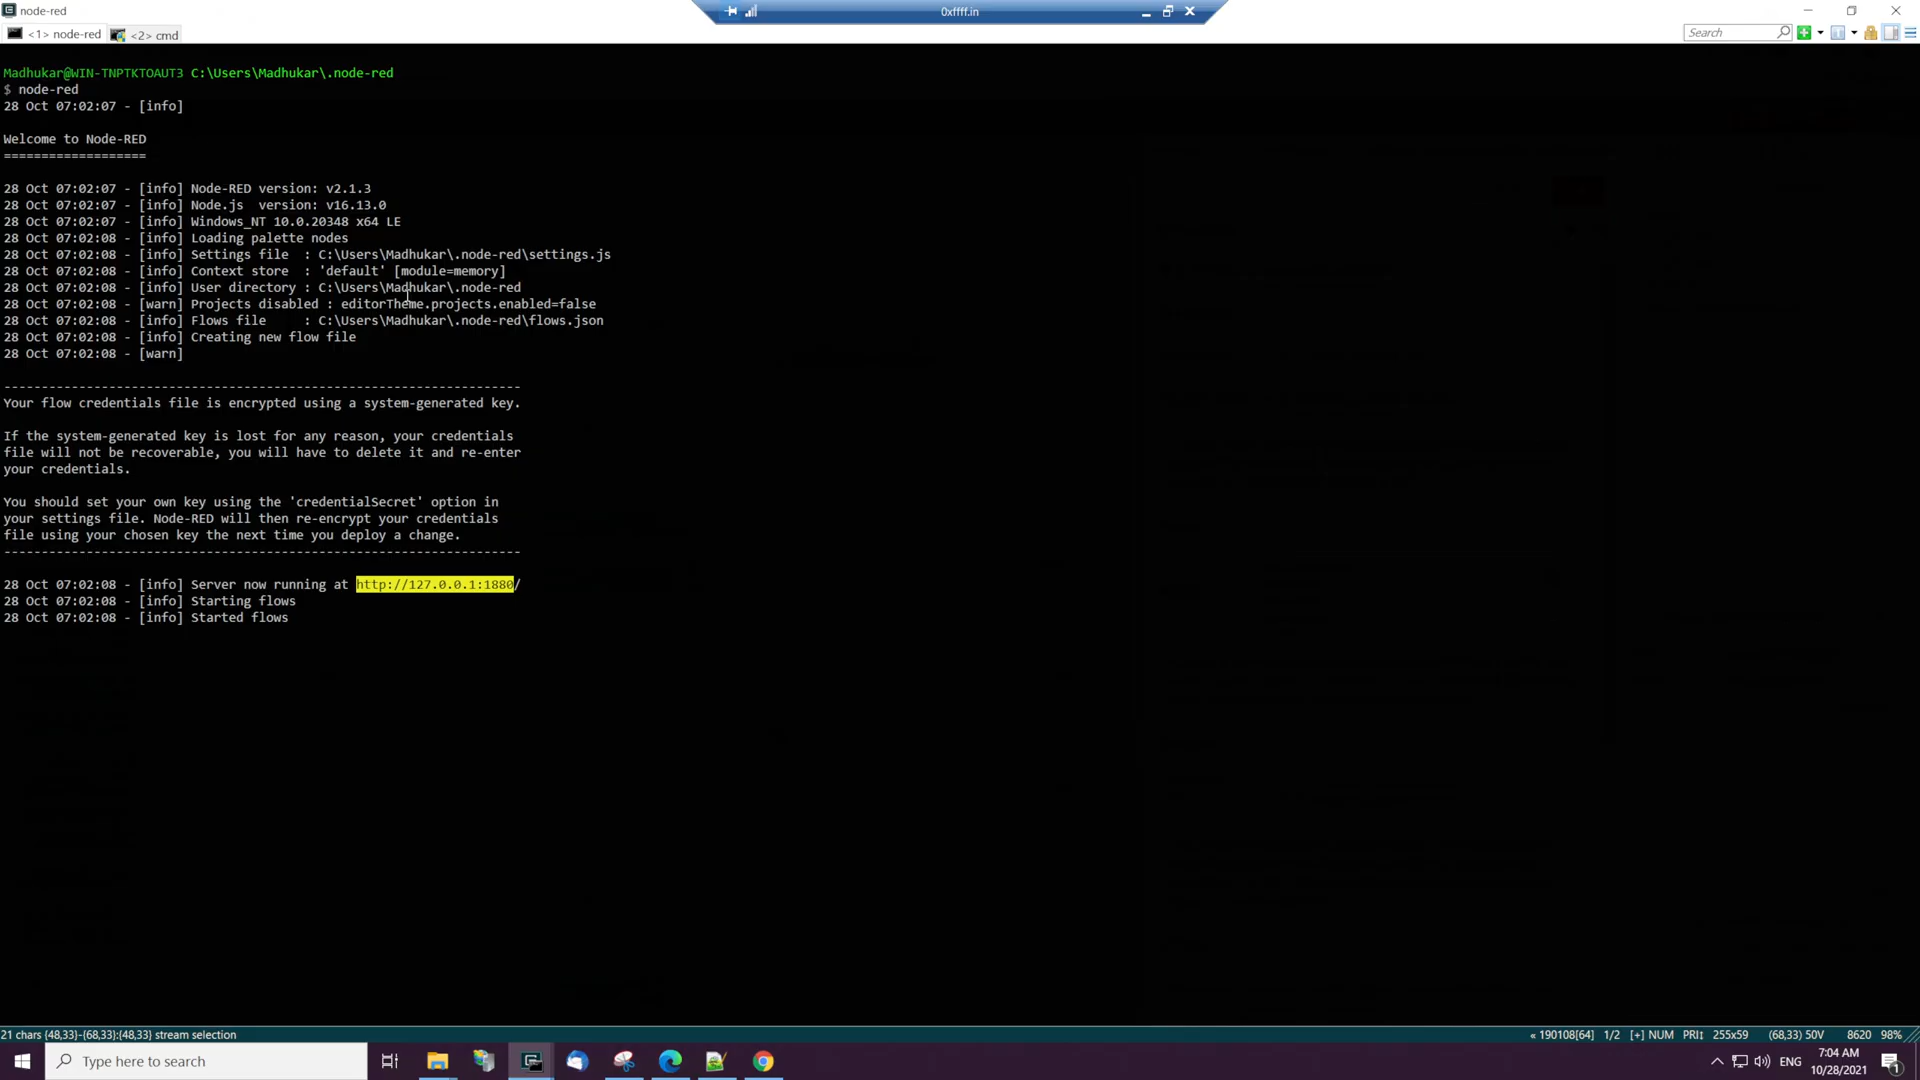 node-red
0xffff.in
<1> node-red
<2> cmd
Search
Madhukar@WIN-TNPTKTOAUT3 C:\Users\Madhukar\.node-red
$ node-red
28 Oct 07:02:07 - [info]
Welcome to Node-RED
===================
28 Oct 07:02:07 - [info] Node-RED version: v2.1.3
28 Oct 07:02:07 - [info] Node.js  version: v16.13.0
28 Oct 07:02:07 - [info] Windows_NT 10.0.20348 x64 LE
28 Oct 07:02:08 - [info] Loading palette nodes
28 Oct 07:02:08 - [info] Settings file  : C:\Users\Madhukar\.node-red\settings.js
28 Oct 07:02:08 - [info] Context store  : 'default' [module=memory]
28 Oct 07:02:08 - [info] User directory : C:\Users\Madhukar\.node-red
28 Oct 07:02:08 - [warn] Projects disabled : editorTheme.projects.enabled=false
28 Oct 07:02:08 - [info] Flows file     : C:\Users\Madhukar\.node-red\flows.json
28 Oct 07:02:08 - [info] Creating new flow file
28 Oct 07:02:08 - [warn]
---------------------------------------------------------------------
Your flow credentials file is encrypted using a system-generated key.
If the system-generated key is lost for any reason, your credentials
file will not be recoverable, you will have to delete it and re-enter
your credentials.
You should set your own key using the 'credentialSecret' option in
your settings file. Node-RED will then re-encrypt your credentials
file using your chosen key the next time you deploy a change.
---------------------------------------------------------------------
28 Oct 07:02:08 - [info] Server now running at http://127.0.0.1:1880/
28 Oct 07:02:08 - [info] Starting flows
28 Oct 07:02:08 - [info] Started flows
21 chars {48,33}-{68,33}:{48,33} stream selection
« 190108[64] 1/2 [+] NUM PRI↕ 255x59 (68,33) 50V 8620 98%
Type here to search
ENG
7:04 AM
10/28/2021
1